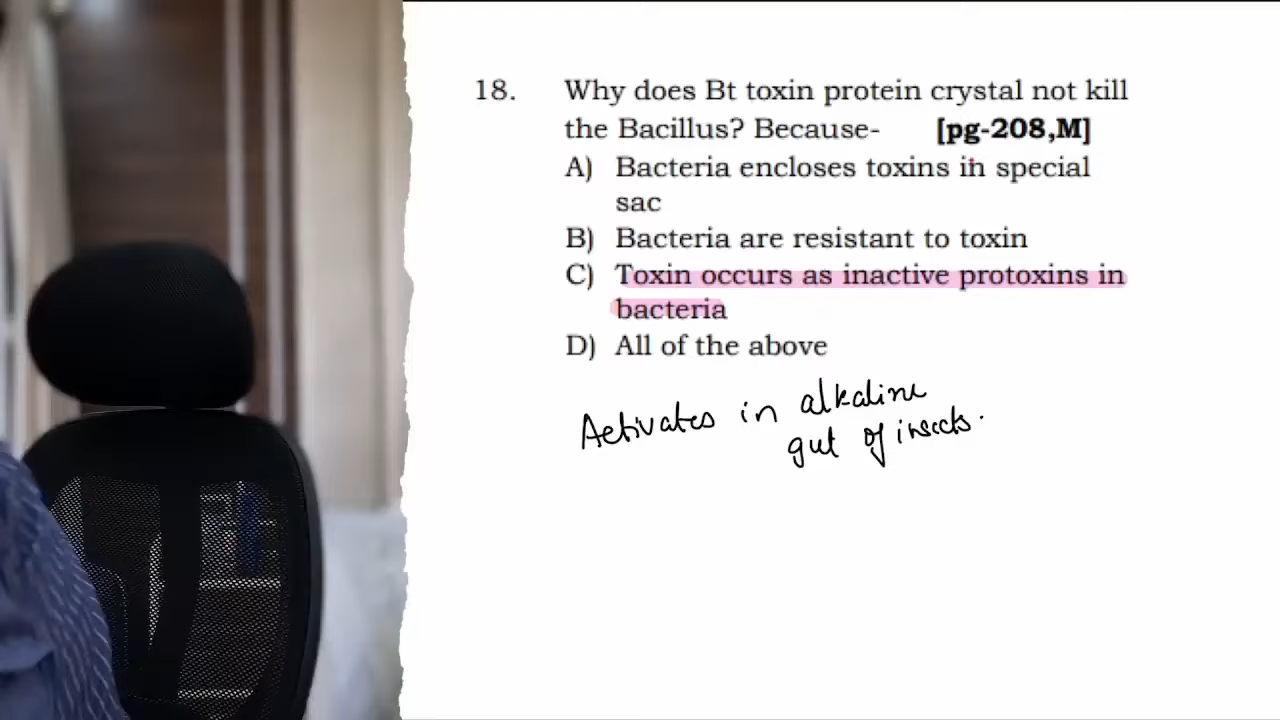 18. Why does Bt toxin protein crystal not kill
the Bacillus? Because- [pg-208,M]
A) Bacteria encloses toxins in special
sac
B) Bacteria are resistant to toxin
C) Toxin occurs as inactive protoxins in
bacteria
D) All of the above
Activates in alkaline
gut of insects.